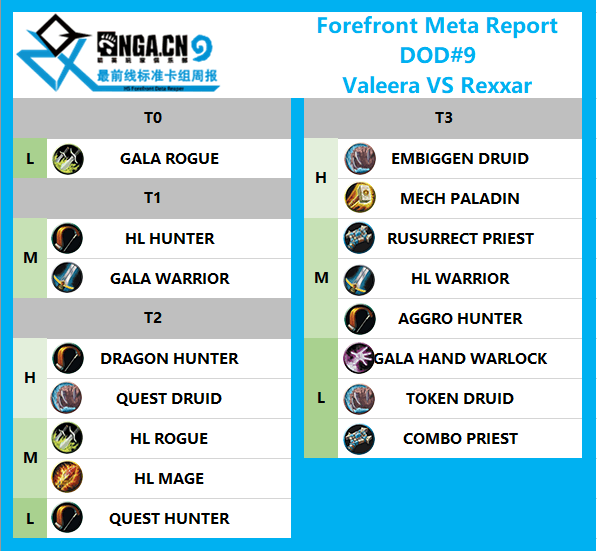 NGA.CN
最前线标准卡组周报
HS Forefront Meta Report
Forefront Meta Report
DOD#9
Valeera VS Rexxar
T0
L
GALA ROGUE
T1
M
HL HUNTER
GALA WARRIOR
T2
H
DRAGON HUNTER
QUEST DRUID
M
HL ROGUE
HL MAGE
L
QUEST HUNTER
T3
H
EMBIGGEN DRUID
MECH PALADIN
M
RUSURRECT PRIEST
HL WARRIOR
AGGRO HUNTER
L
GALA HAND WARLOCK
TOKEN DRUID
COMBO PRIEST